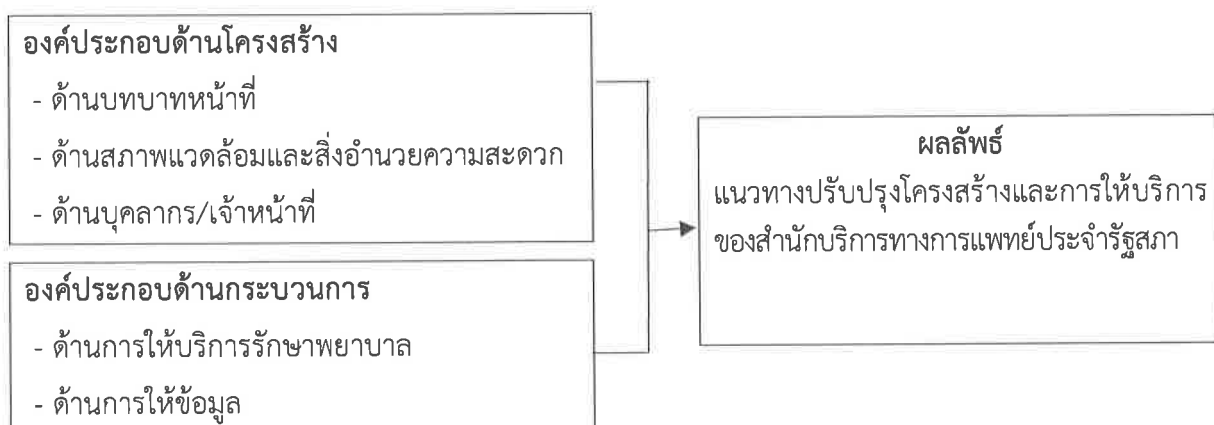 องค์ประกอบด้านโครงสร้าง
- ด้านบทบาทหน้าที่
- ด้านสภาพแวดล้อมและสิ่งอำนวยความสะดวก
- ด้านบุคลากร/เจ้าหน้าที่
องค์ประกอบด้านกระบวนการ
- ด้านการให้บริการรักษาพยาบาล
- ด้านการให้ข้อมูล
ผลลัพธ์
แนวทางปรับปรุงโครงสร้างและการให้บริการ
ของสำนักบริการทางการแพทย์ประจำรัฐสภา